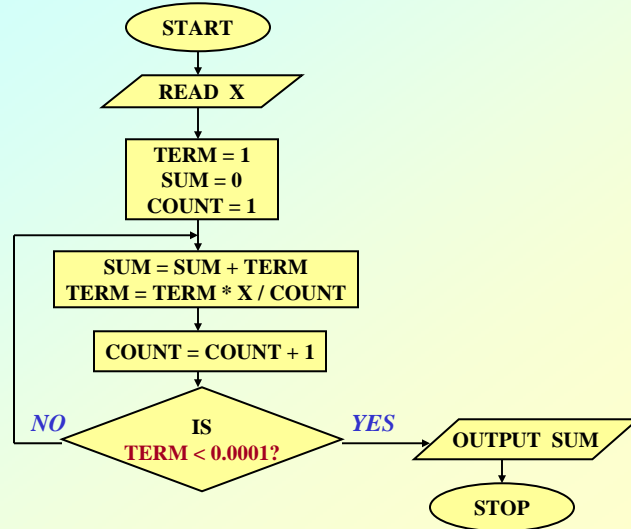 START
READ X
TERM = 1
SUM = 0
COUNT = 1
SUM = SUM + TERM
TERM = TERM * X / COUNT
COUNT = COUNT + 1
NO
IS
TERM < 0.0001?
YES
OUTPUT SUM
STOP